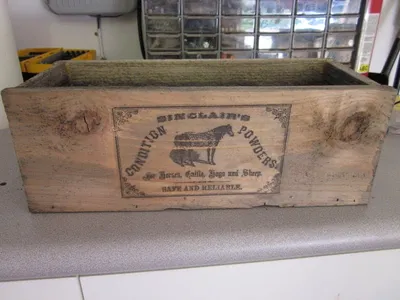 SINCLAIR'S
CONDITION POWDERS
For Horses, Cattle, Hogs and Sheep.
SAFE AND RELIABLE.